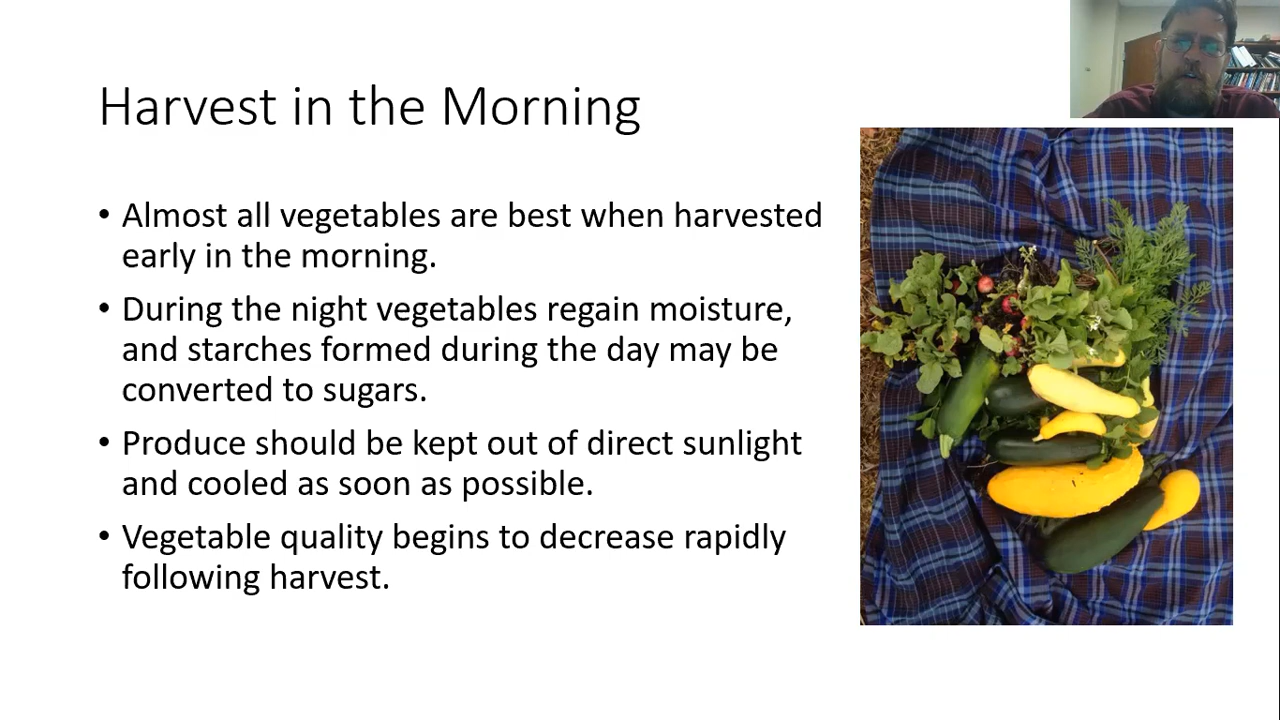 Harvest in the Morning
• Almost all vegetables are best when harvested
early in the morning.
• During the night vegetables regain moisture,
and starches formed during the day may be
converted to sugars.
• Produce should be kept out of direct sunlight
and cooled as soon as possible.
• Vegetable quality begins to decrease rapidly
following harvest.